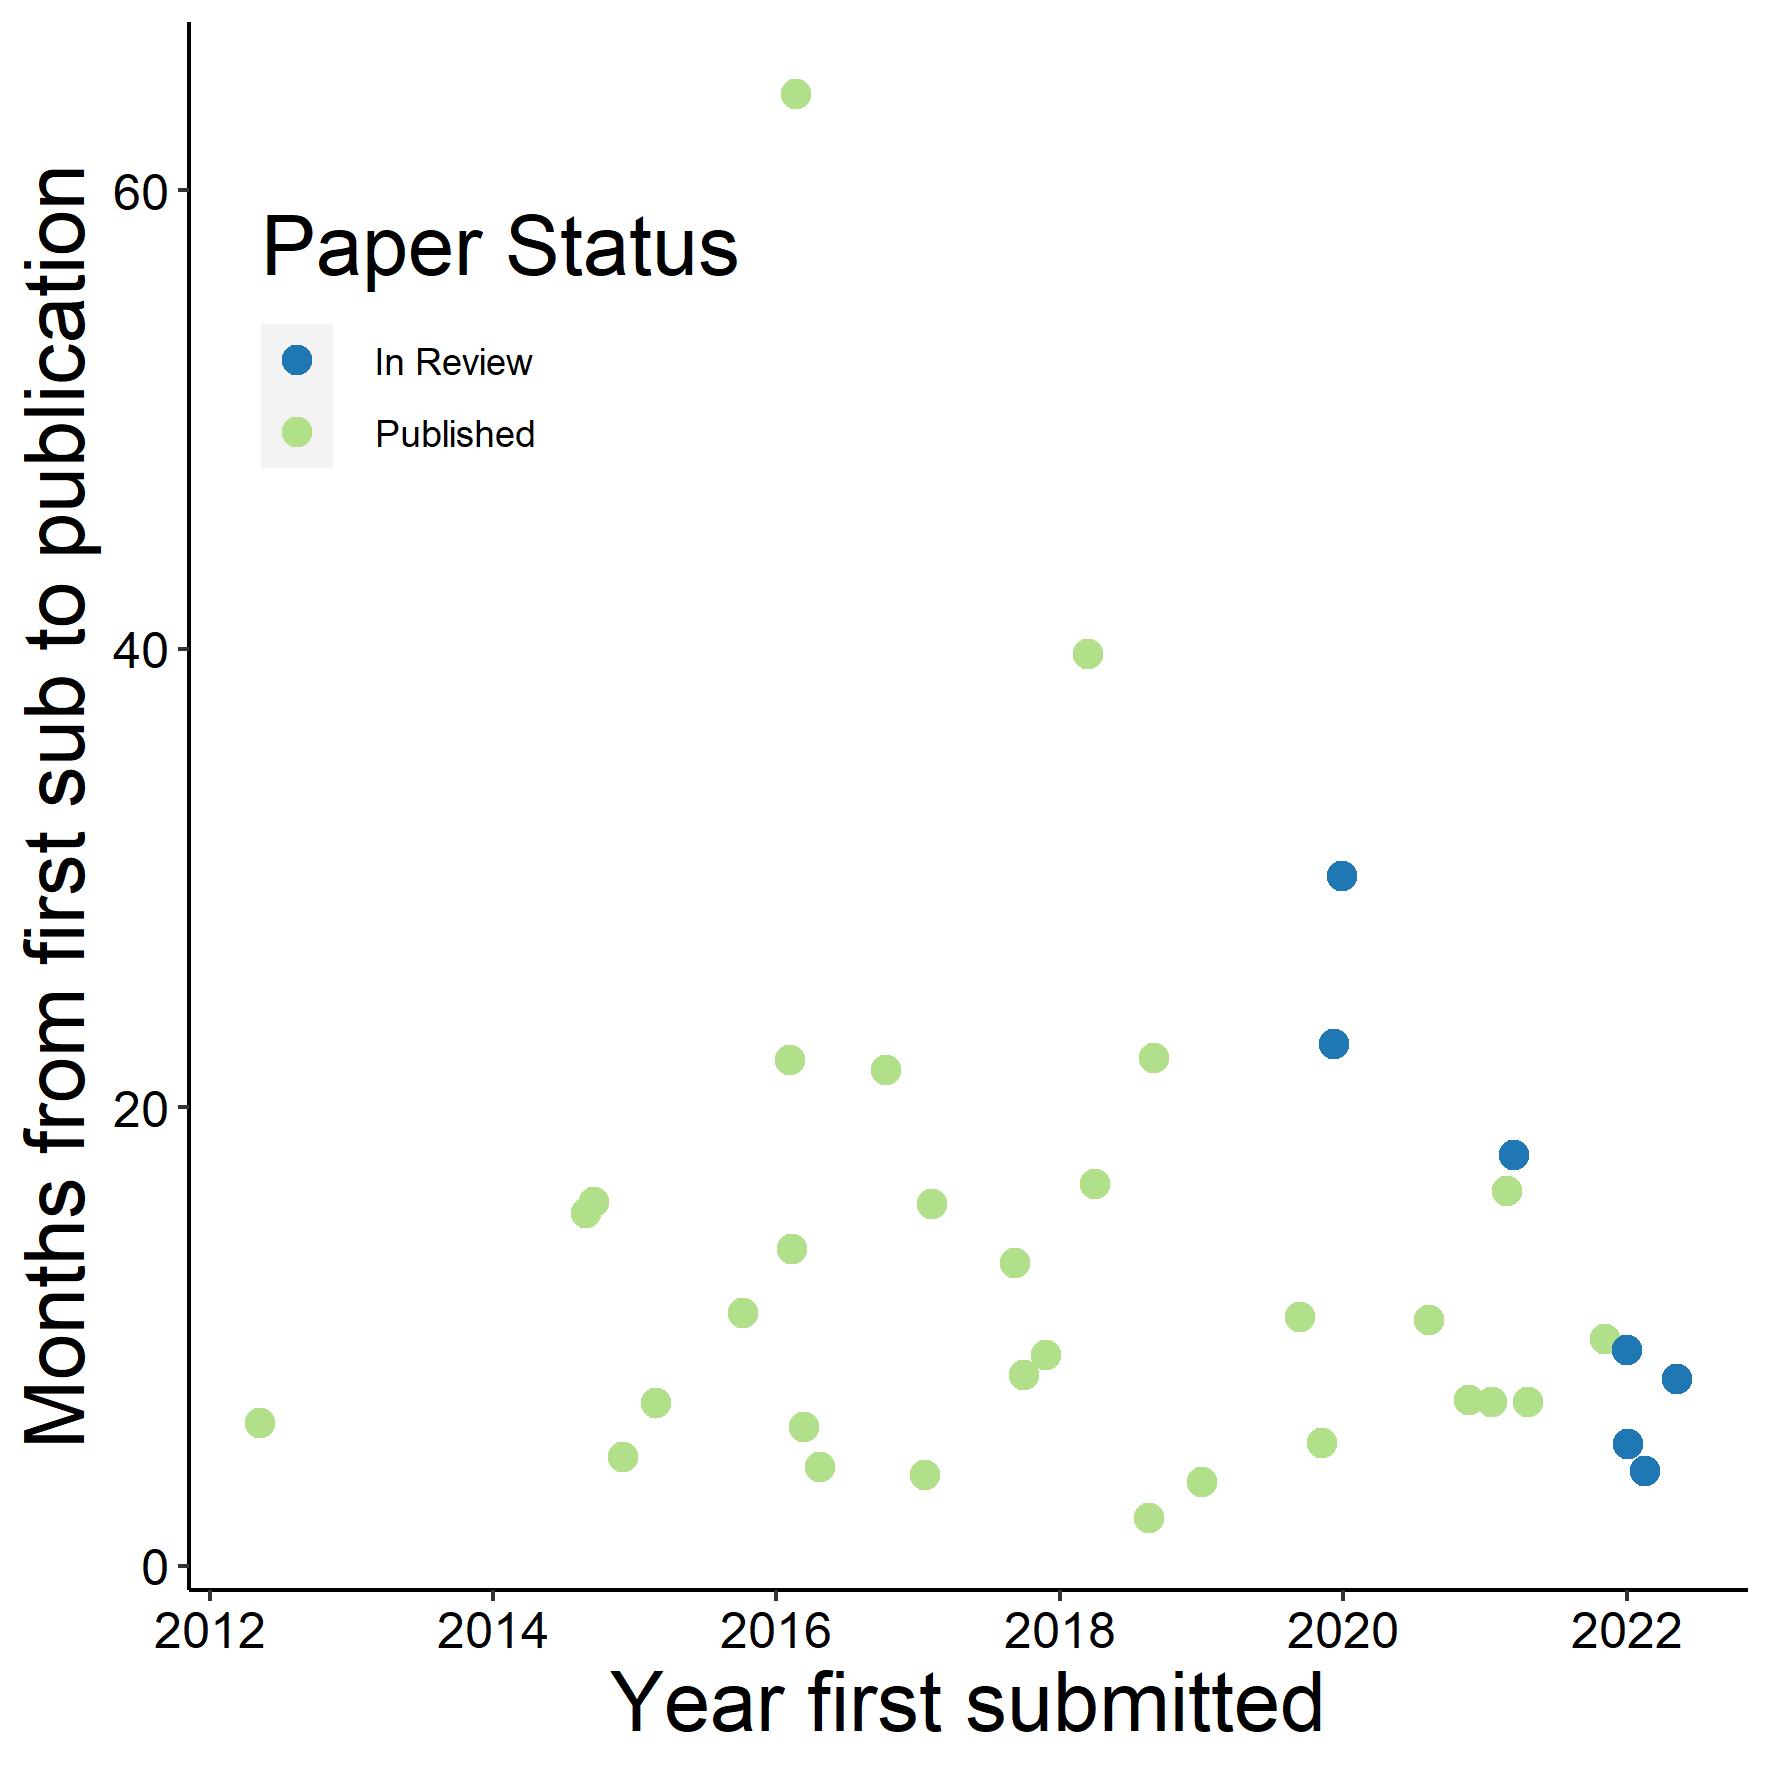 Months from first sub to publication
60
40
20
0
Paper Status
In Review
Published
2012 2014 2016 2018 2020 2022
Year first submitted